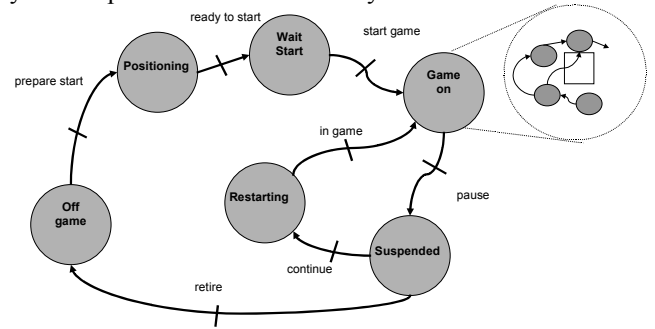 ready to start
Wait
Start
start game
Positioning
Game
on
prepare start
in game
Restarting
pause
Off
game
Suspended
continue
retire